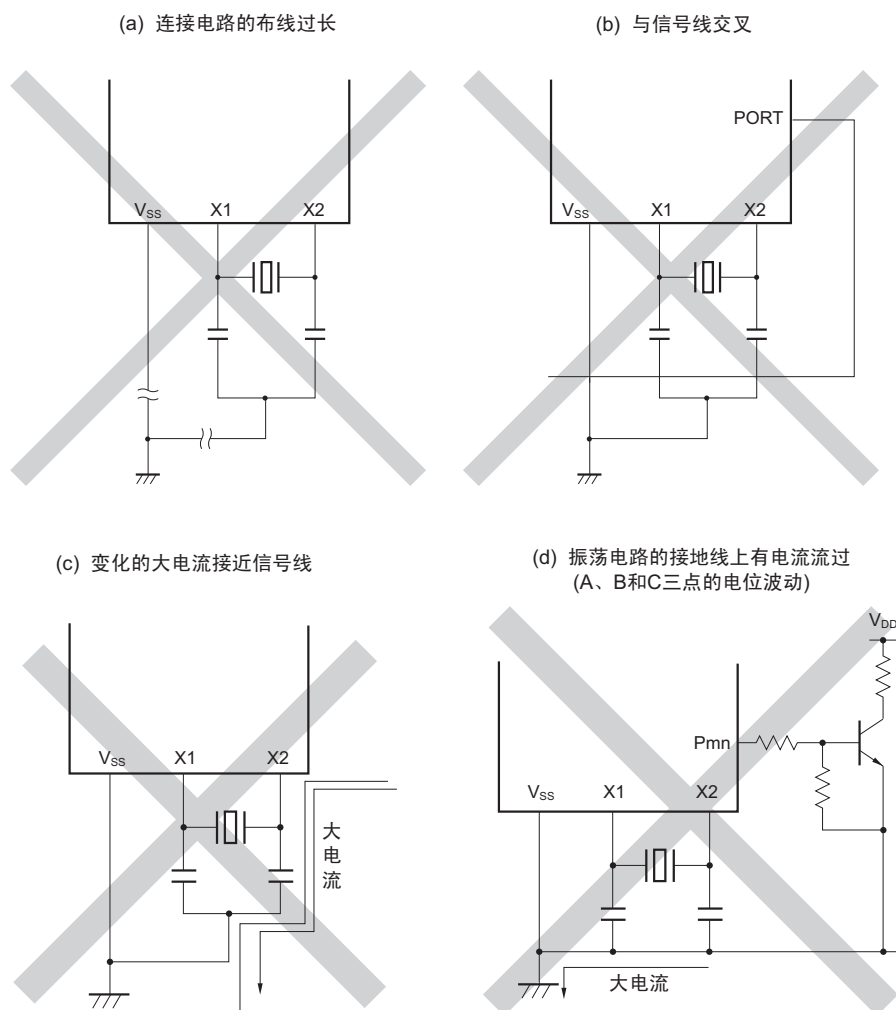 (a) 连接电路的布线过长
(b) 与信号线交叉
PORT
VSS X1 X2
VSS X1 X2
(c) 变化的大电流接近信号线
(d) 振荡电路的接地线上有电流流过
(A、B和C三点的电位波动)
VDD
Pmn
VSS X1 X2
VSS X1 X2
大
电
流
大电流